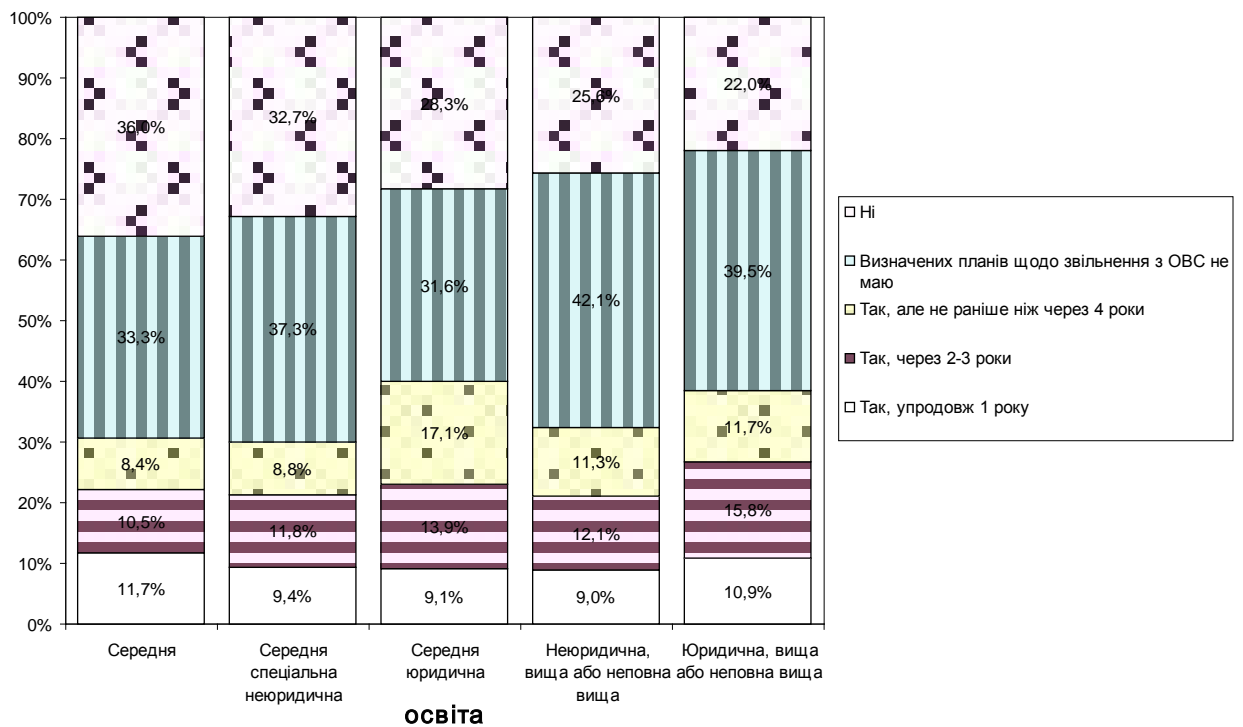 100%
90%
80%
70%
60%
50%
40%
30%
20%
10%
0%
36,0%
33,3%
8,4%
10,5%
11,7%
32,7%
37,3%
8,8%
11,8%
9,4%
28,3%
31,6%
17,1%
13,9%
9,1%
25,6%
42,1%
11,3%
12,1%
9,0%
22,0%
39,5%
11,7%
15,8%
10,9%
Середня
Середня
спеціальна
неюридична
Середня
юридична
Неюридична,
вища або неповна
вища
Юридична, вища
або неповна вища
освіта
Ні
Визначених планів щодо звільнення з ОВС не
маю
Так, але не раніше ніж через 4 роки
Так, через 2-3 роки
Так, упродовж 1 року